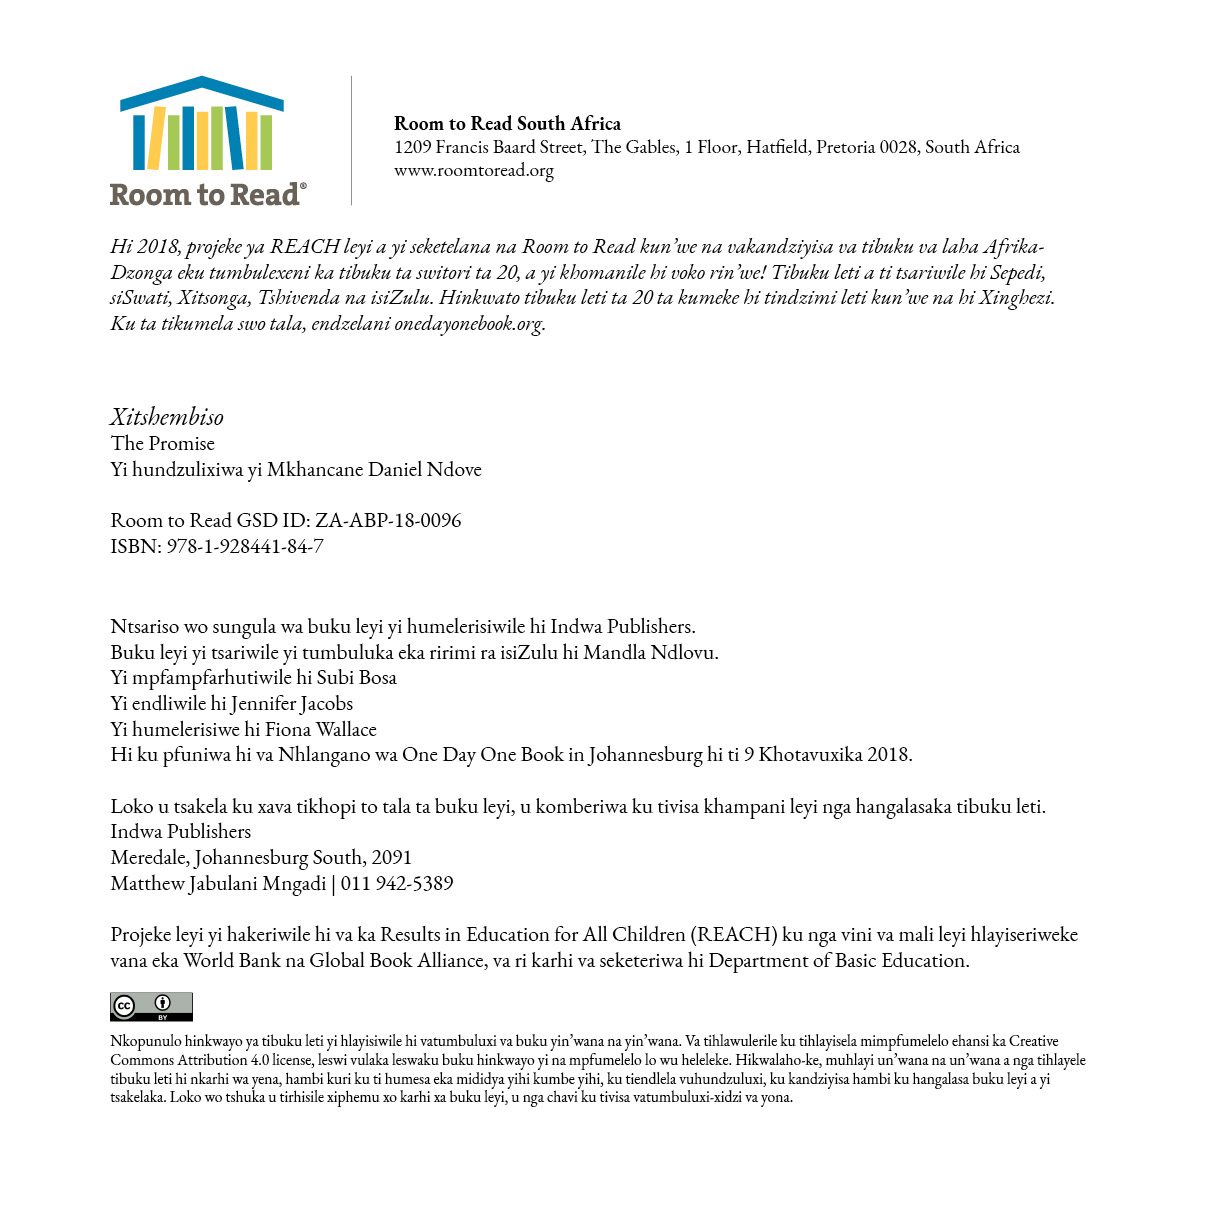 Room to Read®
Room to Read South Africa
1209 Francis Baard Street, The Gables, 1 Floor, Hatfield, Pretoria 0028, South Africa
www.roomtoread.org
Hi 2018, projeke ya REACH leyi a yi seketelana na Room to Read kun’we na vakandziyisa va tibuku va laha Afrika-
Dzonga eku tumbulexeni ka tibuku ta switori ta 20, a yi khomanile hi voko rin’we! Tibuku leti a ti tsariwile hi Sepedi,
siSwati, Xitsonga, Tshivenda na isiZulu. Hinkwato tibuku leti ta 20 ta kumeke hi tindzimi leti kun’we na hi Xinghezi.
Ku ta tikumela swo tala, endzelani onedayonebook.org.
Xitshembiso
The Promise
Yi hundzulixiwa yi Mkhancane Daniel Ndove
Room to Read GSD ID: ZA-ABP-18-0096
ISBN: 978-1-928441-84-7
Ntsariso wo sungula wa buku leyi yi humelerisiwile hi Indwa Publishers.
Buku leyi yi tsariwile yi tumbuluka eka ririmi ra isiZulu hi Mandla Ndlovu.
Yi mpfampfarhutiwile hi Subi Bosa
Yi endliwile hi Jennifer Jacobs
Yi humelerisiwe hi Fiona Wallace
Hi ku pfuniwa hi va Nhlangano wa One Day One Book in Johannesburg hi ti 9 Khotavuxika 2018.
Loko u tsakela ku xava tikhopi to tala ta buku leyi, u komberiwa ku tivisa khampani leyi nga hangalasaka tibuku leti.
Indwa Publishers
Meredale, Johannesburg South, 2091
Matthew Jabulani Mngadi | 011 942-5389
Projeke leyi yi hakeriwile hi va ka Results in Education for All Children (REACH) ku nga vini va mali leyi hlayiseriweke
vana eka World Bank na Global Book Alliance, va ri karhi va seketeriwa hi Department of Basic Education.
cc BY
Nkopunulo hinkwayo ya tibuku leti yi hlayisiwile hi vatumbuluxi va buku yin’wana na yin’wana. Va tihlawulerile ku tihlayisela mimpfumelelo ehansi ka Creative
Commons Attribution 4.0 license, leswi vulaka leswaku buku hinkwayo yi na mpfumelelo lo wu heleleke. Hikwalaho-ke, muhlayi un’wana na un’wana a nga tihlayele
tibuku leti hi nkarhi wa yena, hambi kuri ku ti humesa eka mididya yihi kumbe yihi, ku tiendlela vuhundzuluxi, ku kandziyisa hambi ku hangalasa buku leyi a yi
tsakelaka. Loko wo tshuka u tirhisile xiphemu xo karhi xa buku leyi, u nga chavi ku tivisa vatumbuluxi-xidzi va yona.